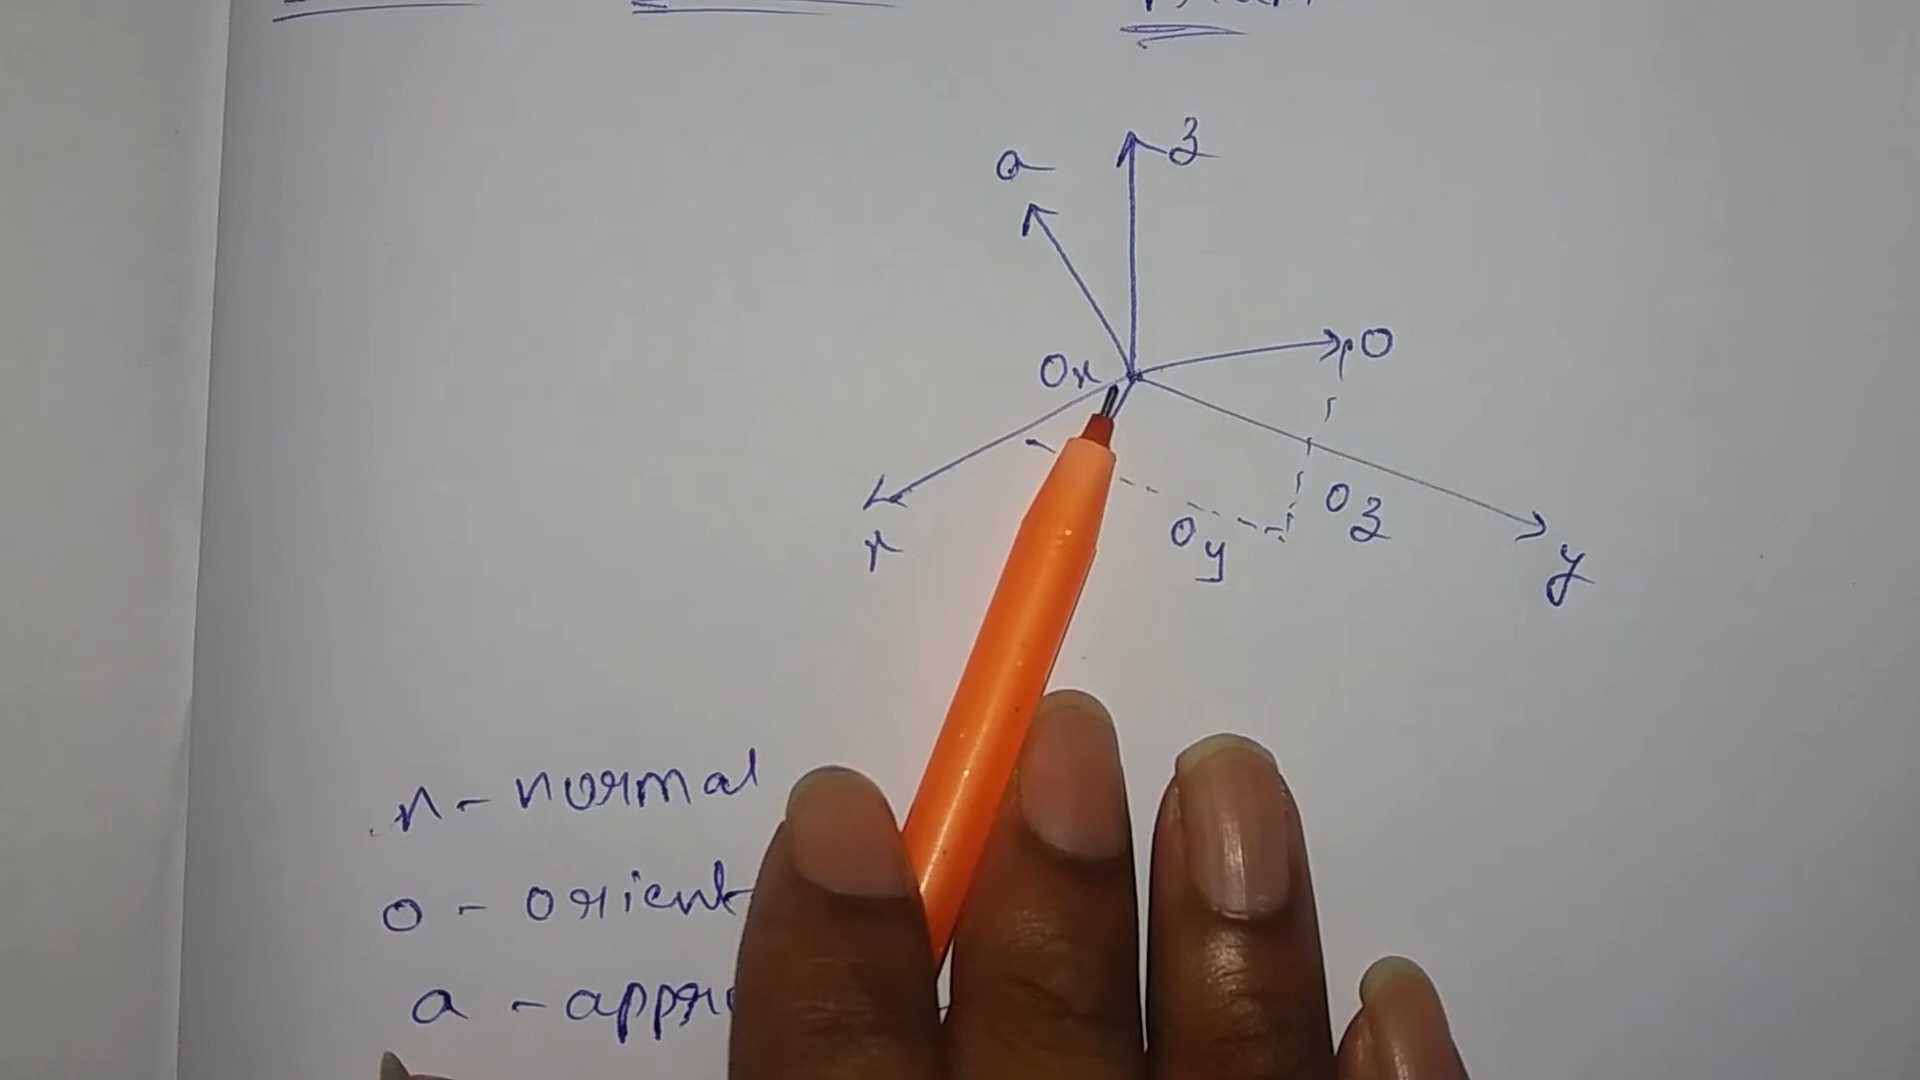 z
a
o
Ox
Oz
Oy
x
y
n - normal
o - orient
a - appro